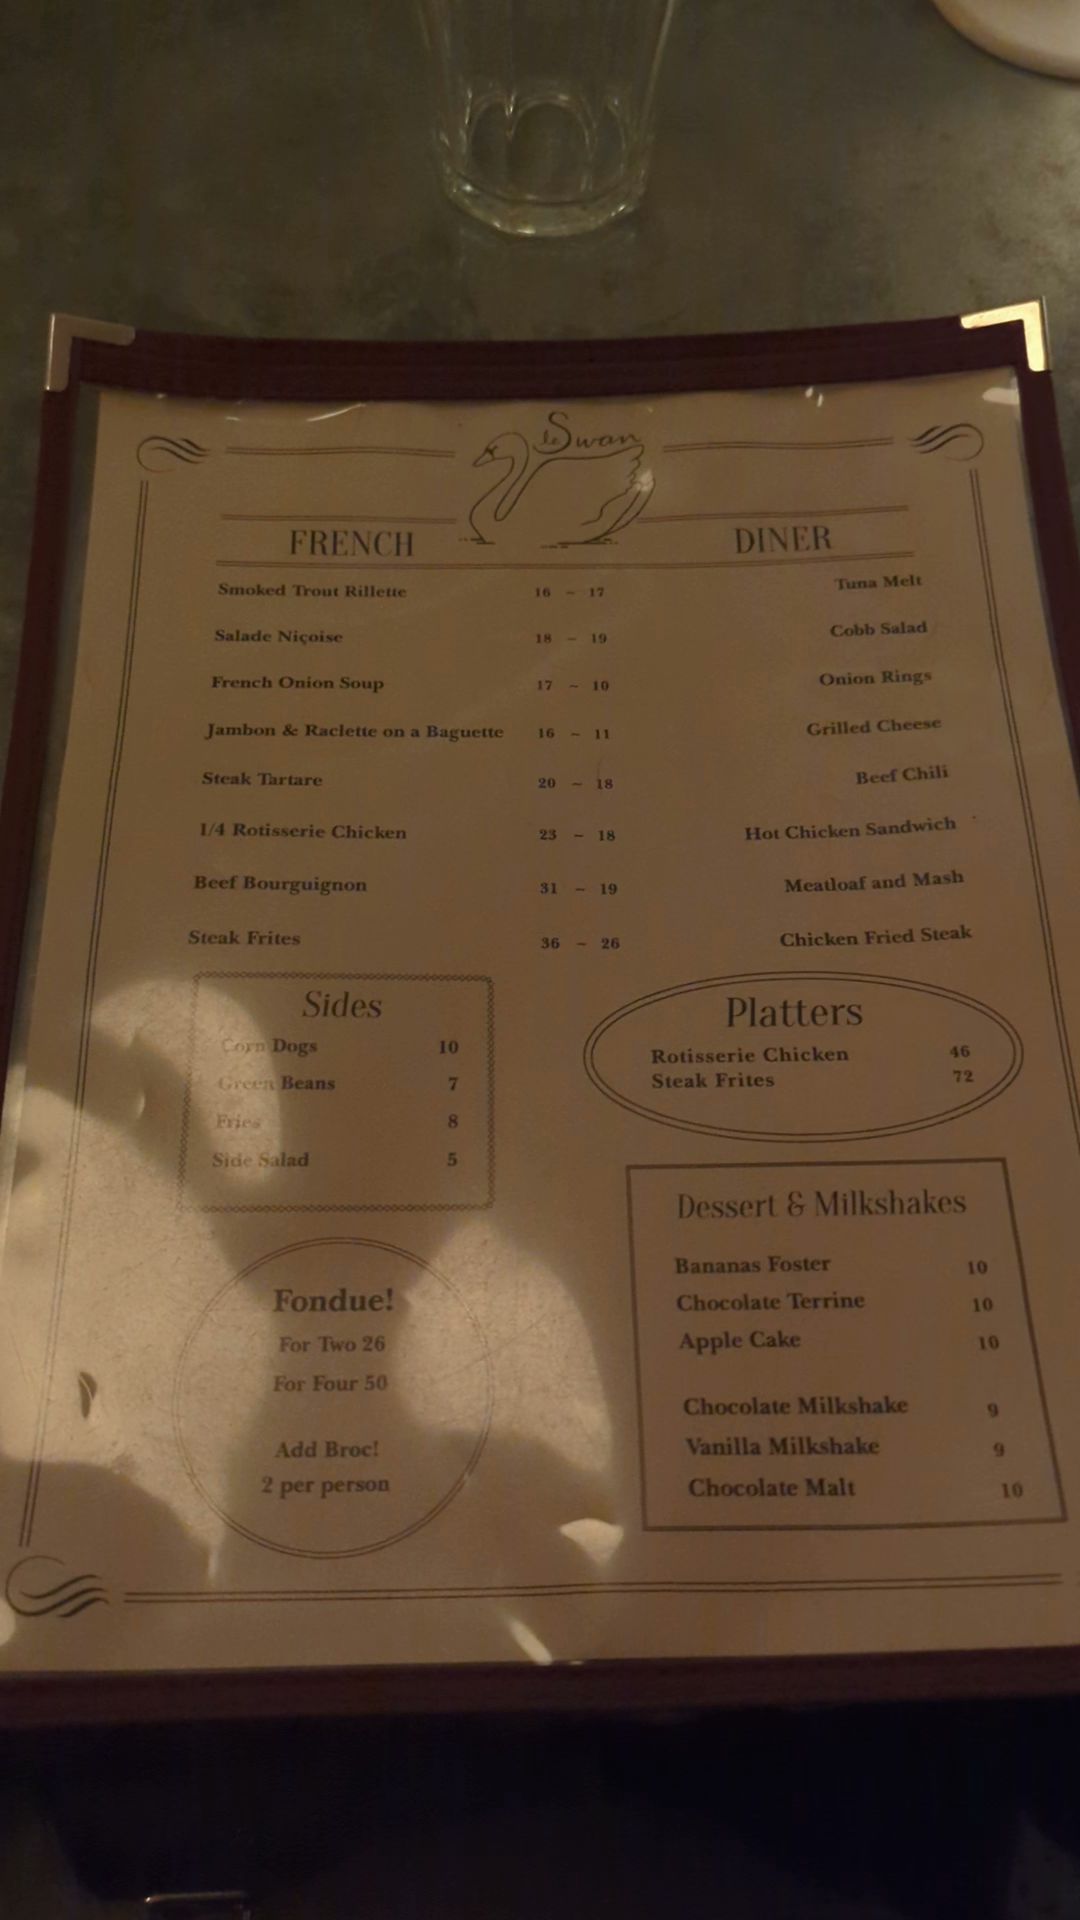 le Swan
FRENCH DINER
Smoked Trout Rillette 16 ~ 17 Tuna Melt
Salade Niçoise 18 ~ 19 Cobb Salad
French Onion Soup 17 ~ 10 Onion Rings
Jambon & Raclette on a Baguette 16 ~ 11 Grilled Cheese
Steak Tartare 20 ~ 18 Beef Chili
1/4 Rotisserie Chicken 23 ~ 18 Hot Chicken Sandwich
Beef Bourguignon 31 ~ 19 Meatloaf and Mash
Steak Frites 36 ~ 26 Chicken Fried Steak
Sides
Corn Dogs 10
Green Beans 7
Fries 8
Side Salad 5
Platters
Rotisserie Chicken 46
Steak Frites 72
Fondue!
For Two 26
For Four 50
Add Broc!
2 per person
Dessert & Milkshakes
Bananas Foster 10
Chocolate Terrine 10
Apple Cake 10
Chocolate Milkshake 9
Vanilla Milkshake 9
Chocolate Malt 10